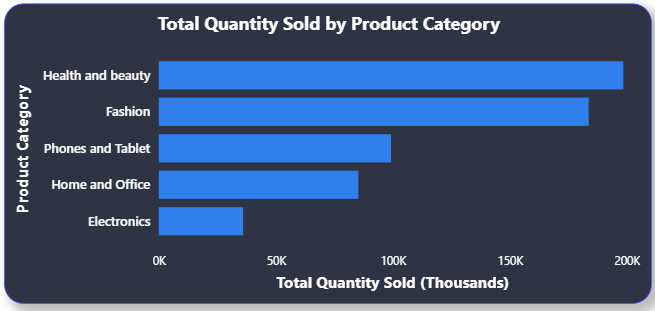 Total Quantity Sold by Product Category
Product Category
Health and beauty
Fashion
Phones and Tablet
Home and Office
Electronics
0K 50K 100K 150K 200K
Total Quantity Sold (Thousands)